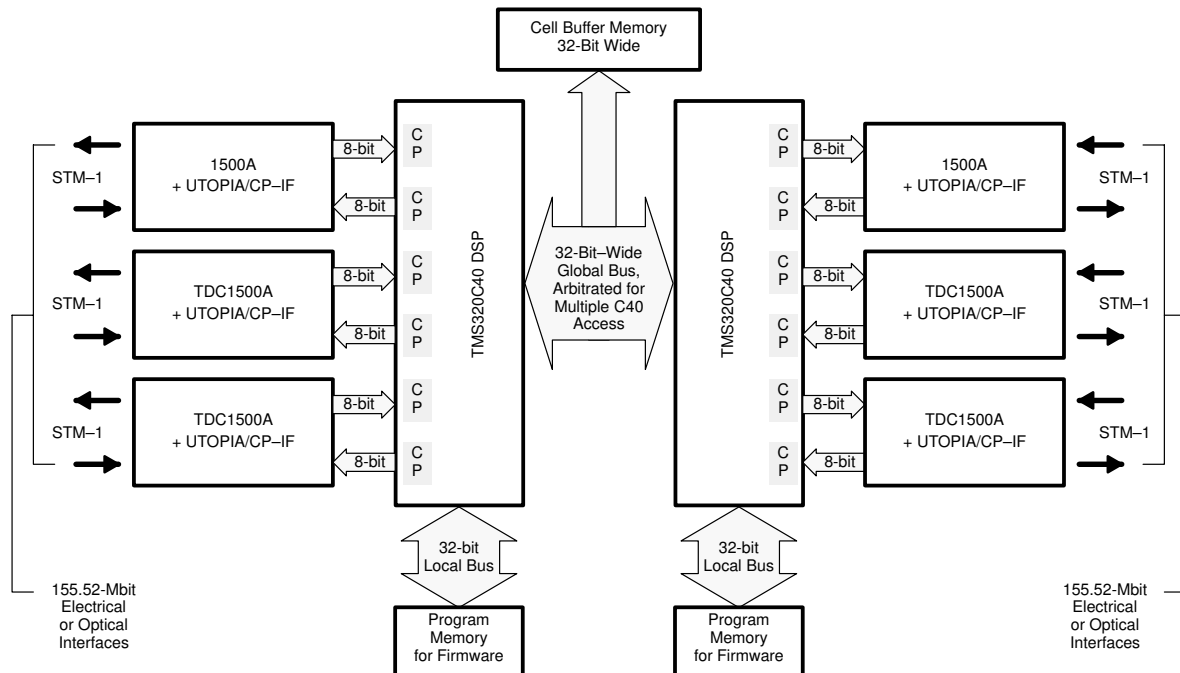 Cell Buffer Memory
32-Bit Wide
STM–1
1500A
+ UTOPIA/CP–IF
8-bit
8-bit
STM–1
TDC1500A
+ UTOPIA/CP–IF
8-bit
8-bit
STM–1
TDC1500A
+ UTOPIA/CP–IF
8-bit
8-bit
C
P
C
P
C
P
C
P
C
P
C
P
TMS320C40 DSP
32-Bit–Wide
Global Bus,
Arbitrated for
Multiple C40
Access
TMS320C40 DSP
C
P
C
P
C
P
C
P
C
P
C
P
8-bit
8-bit
1500A
+ UTOPIA/CP–IF
STM–1
8-bit
8-bit
TDC1500A
+ UTOPIA/CP–IF
STM–1
8-bit
8-bit
TDC1500A
+ UTOPIA/CP–IF
STM–1
155.52-Mbit
Electrical
or Optical
Interfaces
32-bit
Local Bus
Program
Memory
for Firmware
32-bit
Local Bus
Program
Memory
for Firmware
155.52-Mbit
Electrical
or Optical
Interfaces